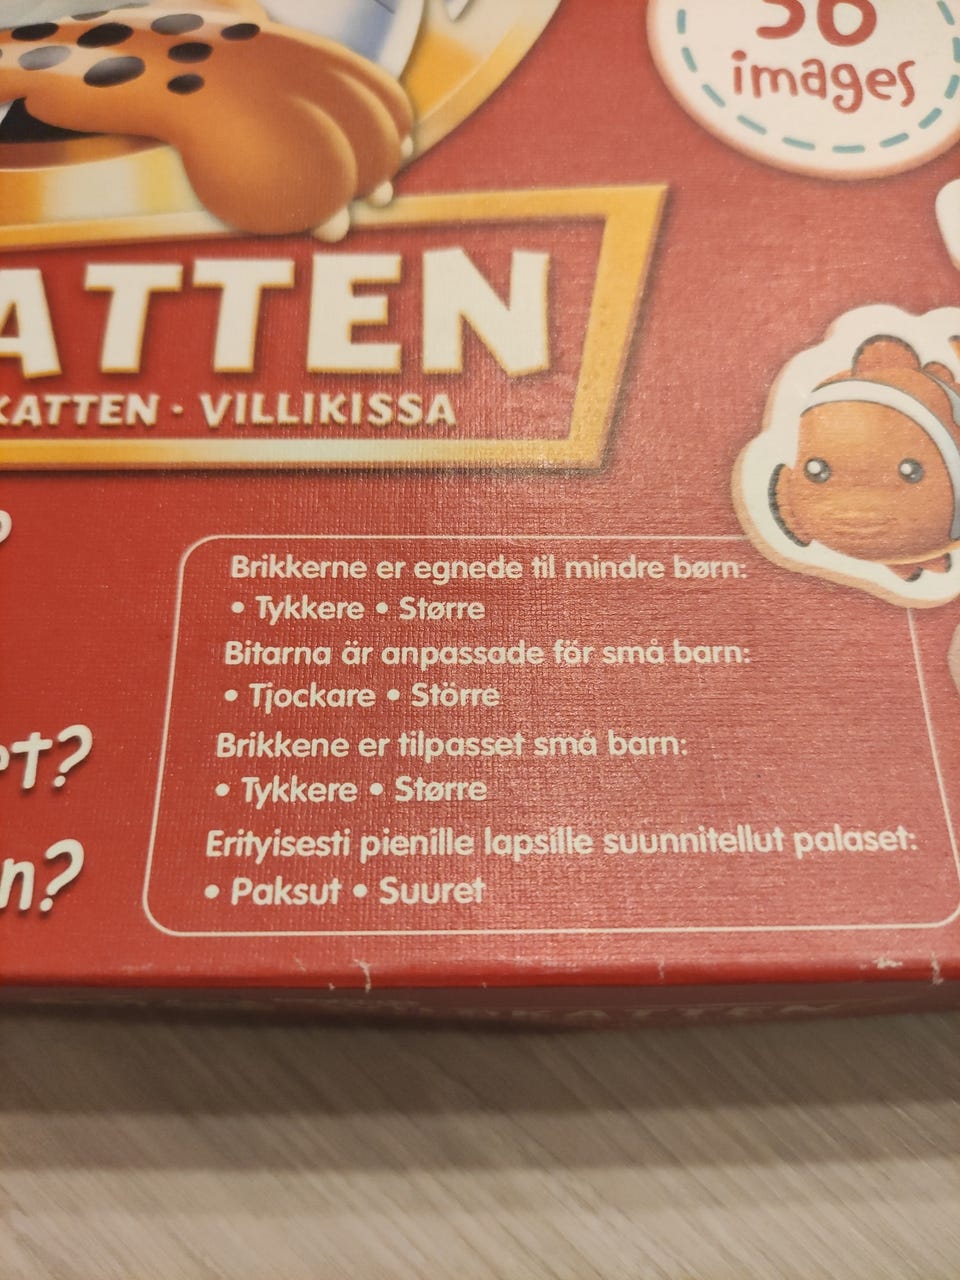 images
ATTEN
KATTEN · VILLIKISSA
Brikkerne er egnede til mindre børn:
• Tykkere • Større
Bitarna är anpassade för små barn:
• Tjockare • Större
et?
Brikkene er tilpasset små barn:
• Tykkere • Større
n?
Erityisesti pienille lapsille suunnitellut palaset:
• Paksut • Suuret